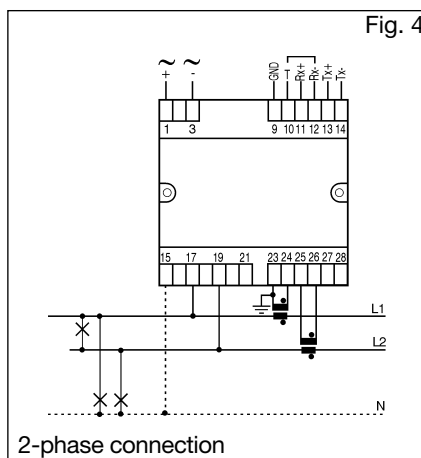 Fig. 4
~ ~
+ - GND T Rx+ Rx- Tx+ Tx-
1 3 9 10 11 12 13 14
15 17 19 21 23 24 25 26 27 28
L1
L2
N
2-phase connection